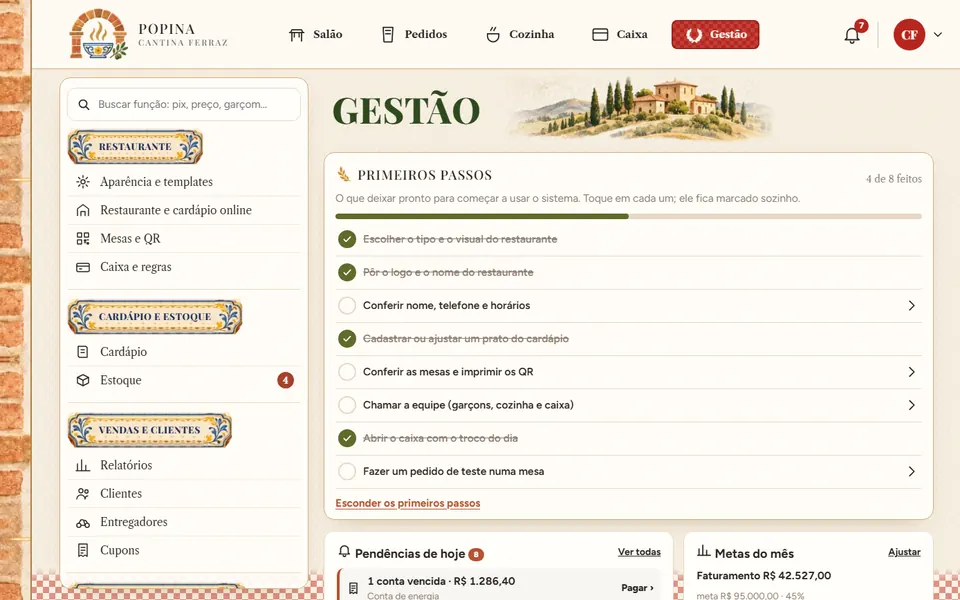 POPINA
CANTINA FERRAZ
Salão
Pedidos
Cozinha
Caixa
Gestão
7
CF
Buscar função: pix, preço, garçom...
RESTAURANTE
Aparência e templates
Restaurante e cardápio online
Mesas e QR
Caixa e regras
CARDÁPIO E ESTOQUE
Cardápio
Estoque
4
VENDAS E CLIENTES
Relatórios
Clientes
Entregadores
Cupons
GESTÃO
PRIMEIROS PASSOS
4 de 8 feitos
O que deixar pronto para começar a usar o sistema. Toque em cada um; ele fica marcado sozinho.
Escolher o tipo e o visual do restaurante
Pôr o logo e o nome do restaurante
Conferir nome, telefone e horários
Cadastrar ou ajustar um prato do cardápio
Conferir as mesas e imprimir os QR
Chamar a equipe (garçons, cozinha e caixa)
Abrir o caixa com o troco do dia
Fazer um pedido de teste numa mesa
Esconder os primeiros passos
Pendências de hoje 8
Ver todas
1 conta vencida · R$ 1.286,40
Conta de energia
Pagar ›
Metas do mês
Ajustar
Faturamento R$ 42.527,00
meta R$ 95.000,00 · 45%